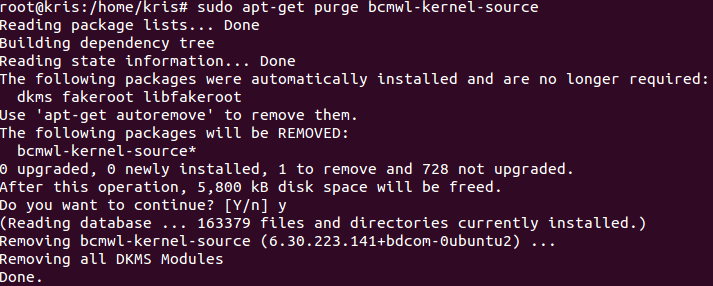 root@kris:/home/kris# sudo apt-get purge bcmwl-kernel-source
Reading package lists... Done
Building dependency tree
Reading state information... Done
The following packages were automatically installed and are no longer required:
  dkms fakeroot libfakeroot
Use 'apt-get autoremove' to remove them.
The following packages will be REMOVED:
  bcmwl-kernel-source*
0 upgraded, 0 newly installed, 1 to remove and 728 not upgraded.
After this operation, 5,800 kB disk space will be freed.
Do you want to continue? [Y/n] y
(Reading database ... 163379 files and directories currently installed.)
Removing bcmwl-kernel-source (6.30.223.141+bdcom-0ubuntu2) ...
Removing all DKMS Modules
Done.